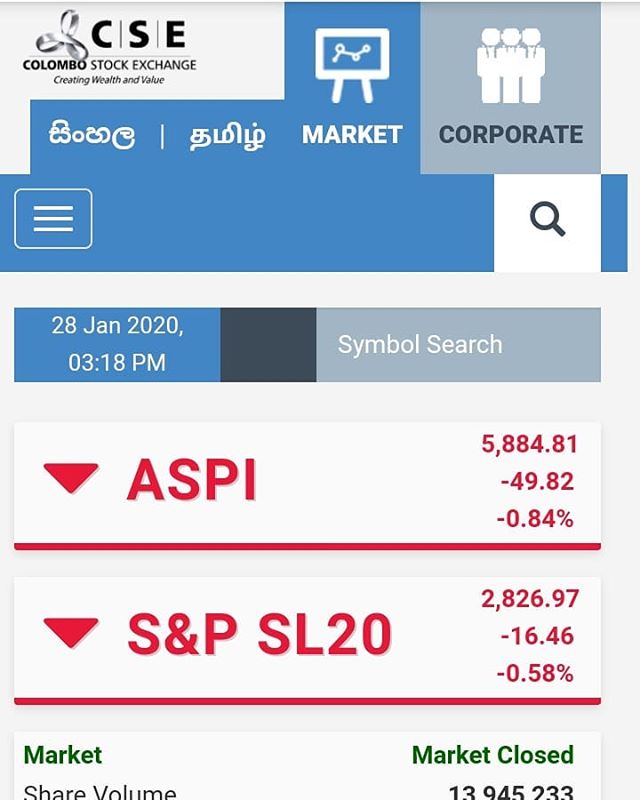 C|S|E
COLOMBO STOCK EXCHANGE
Creating Wealth and Value
සිංහල | தமிழ்
MARKET
CORPORATE
28 Jan 2020,
03:18 PM
Symbol Search
ASPI
5,884.81
-49.82
-0.84%
S&P SL20
2,826.97
-16.46
-0.58%
Market Market Closed
Share Volume 13,945,233